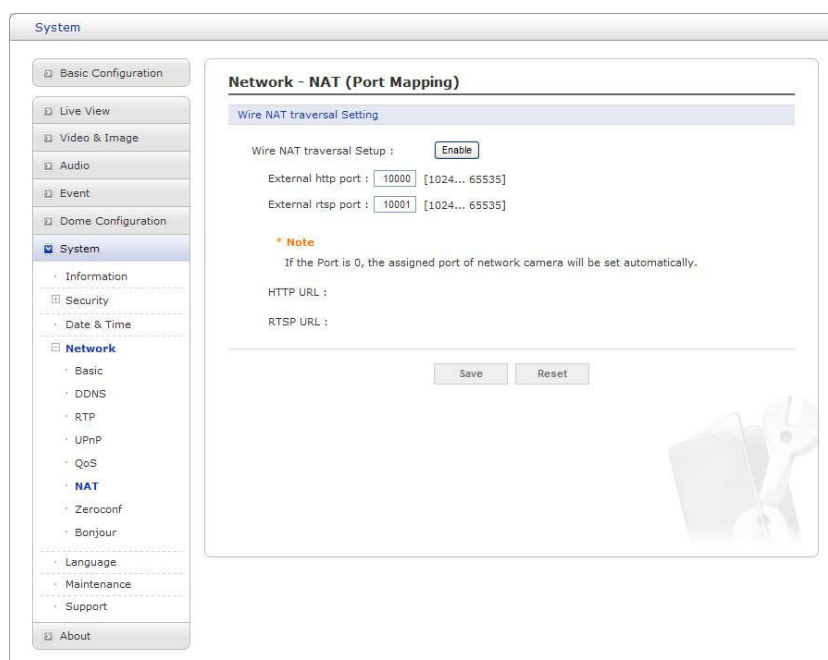 System
Basic Configuration
Live View
Video & Image
Audio
Event
Dome Configuration
System
Information
Security
Date & Time
Network
Basic
DDNS
RTP
UPnP
QoS
NAT
Zeroconf
Bonjour
Language
Maintenance
Support
About
Network - NAT (Port Mapping)
Wire NAT traversal Setting
Wire NAT traversal Setup : Enable
External http port : 10000 [1024... 65535]
External rtsp port : 10001 [1024... 65535]
* Note
If the Port is 0, the assigned port of network camera will be set automatically.
HTTP URL :
RTSP URL :
Save Reset